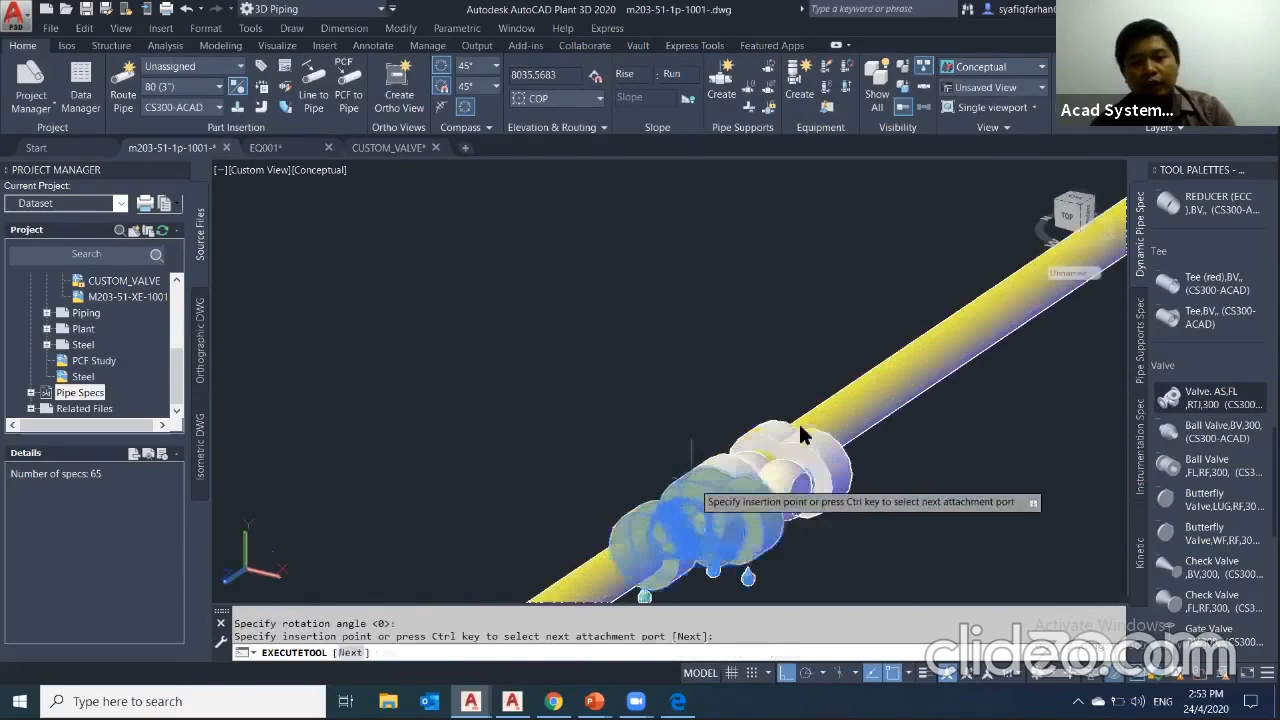 3D Piping
Autodesk AutoCAD Plant 3D 2020 m203-51-1p-1001-.dwg
Type a keyword or phrase
syafiqfarhan
File Edit View Insert Format Tools Draw Dimension Modify Parametric Window Help Express
Home Isos Structure Analysis Modeling Visualize Insert Annotate Manage Output Add-ins Collaborate Vault Express Tools Featured Apps
Unassigned
80 (3")
CS300-ACAD
45°
45°
8035.5683
COP
Rise : Run
Slope
Conceptual
Unsaved View
Single viewport
Project Manager
Data Manager
Route Pipe
Line to Pipe
PCF to Pipe
Create Ortho View
Create
Create
Show All
Acad System...
Project
Part Insertion
Ortho Views
Compass
Elevation & Routing
Slope
Pipe Supports
Equipment
Visibility
View
Layers
Start
m203-51-1p-1001-*
EQ001*
CUSTOM_VALVE*
PROJECT MANAGER
Current Project:
Dataset
Project
Search
CUSTOM_VALVE
M203-51-XE-1001
Piping
Plant
Steel
PCF Study
Steel
Pipe Specs
Related Files
Details
Number of specs: 65
Source Files
Orthographic DWG
Isometric DWG
[−][Custom View][Conceptual]
TOP
Unnamed
Specify insertion point or press Ctrl key to select next attachment port
Y
X
TOOL PALETTES - ...
REDUCER (ECC
),BV,, (CS300-A...
Tee
Tee (red),BV,,
(CS300-ACAD)
Tee,BV,, (CS300-
ACAD)
Valve
Valve. AS,FL
,RTJ,300 (CS300...
Ball Valve,BV,300,
(CS300-ACAD)
Ball Valve
,FL,RF,300, (CS3...
Butterfly
Valve,LUG,RF,30...
Butterfly
Valve,WF,RF,30...
Check Valve
,BV,300, (CS300...
Check Valve
,FL,RF,300, (CS3...
Gate Valve
Dynamic Pipe Spec
Pipe Supports Spec
Instrumentation Spec
Kinetic
Specify rotation angle <0>:
Specify insertion point or press Ctrl key to select next attachment port [Next]:
EXECUTETOOL [Next]
Activate Windows
clideo.com
MODEL
Type here to search
ENG
2:53 PM
24/4/2020